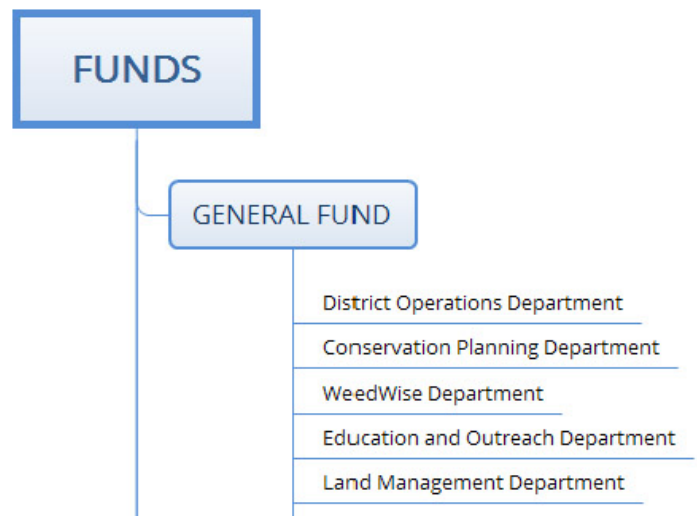 FUNDS
GENERAL FUND
District Operations Department
Conservation Planning Department
WeedWise Department
Education and Outreach Department
Land Management Department